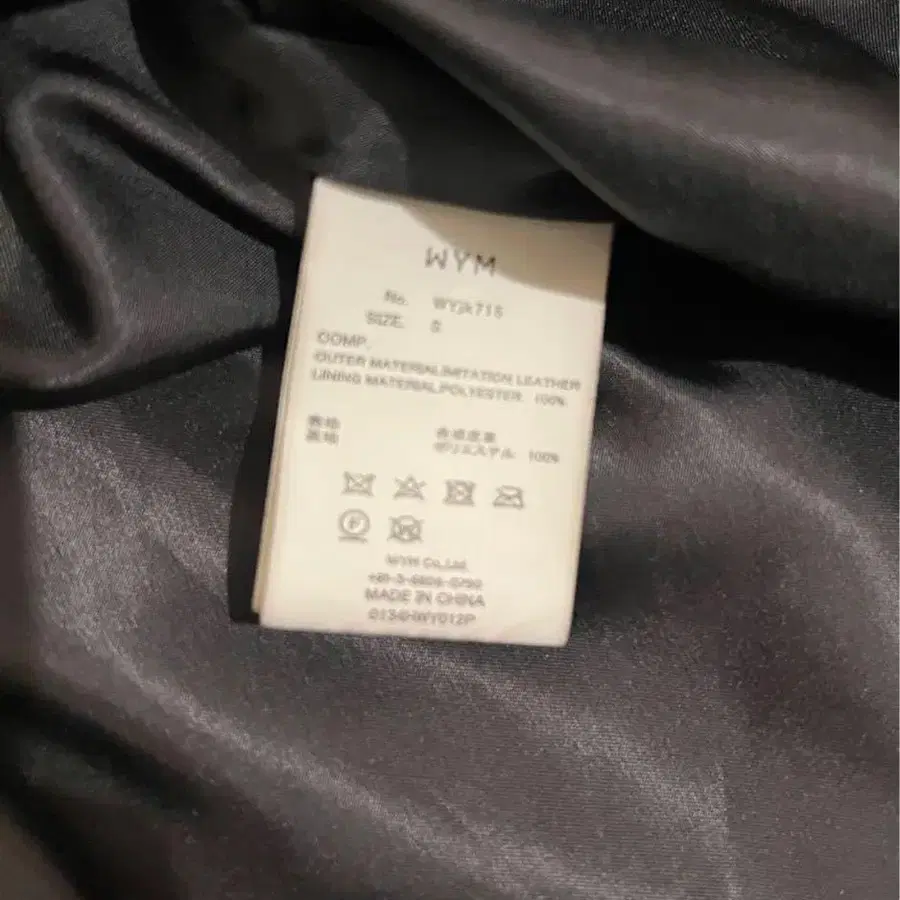 WYM
No. WYJK715
SIZE. S
COMP.
OUTER MATERIAL:IMITATION LEATHER
LINING MATERIAL:POLYESTER 100%
表地 合成皮革
裏地 ポリエステル 100%
WYM Co.,Ltd.
MADE IN CHINA